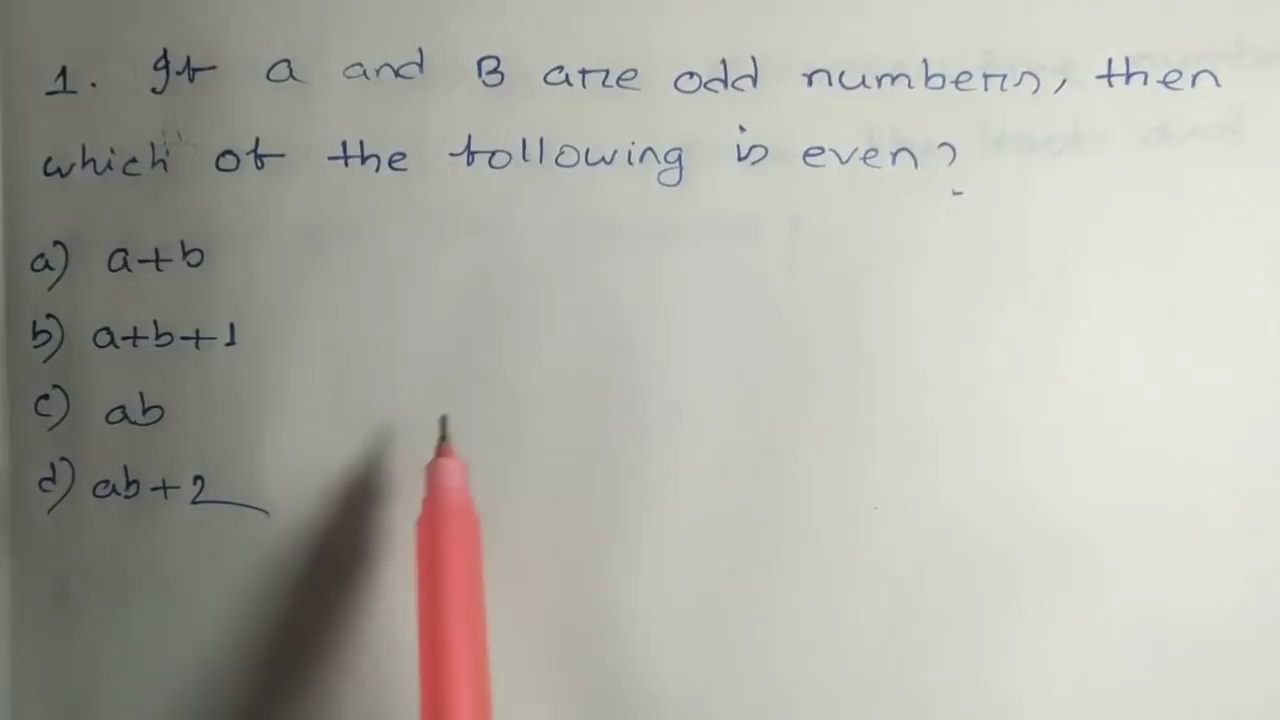 1. If a and B are odd numbers, then
which of the following is even?
a) a+b
b) a+b+1
c) ab
d) ab+2